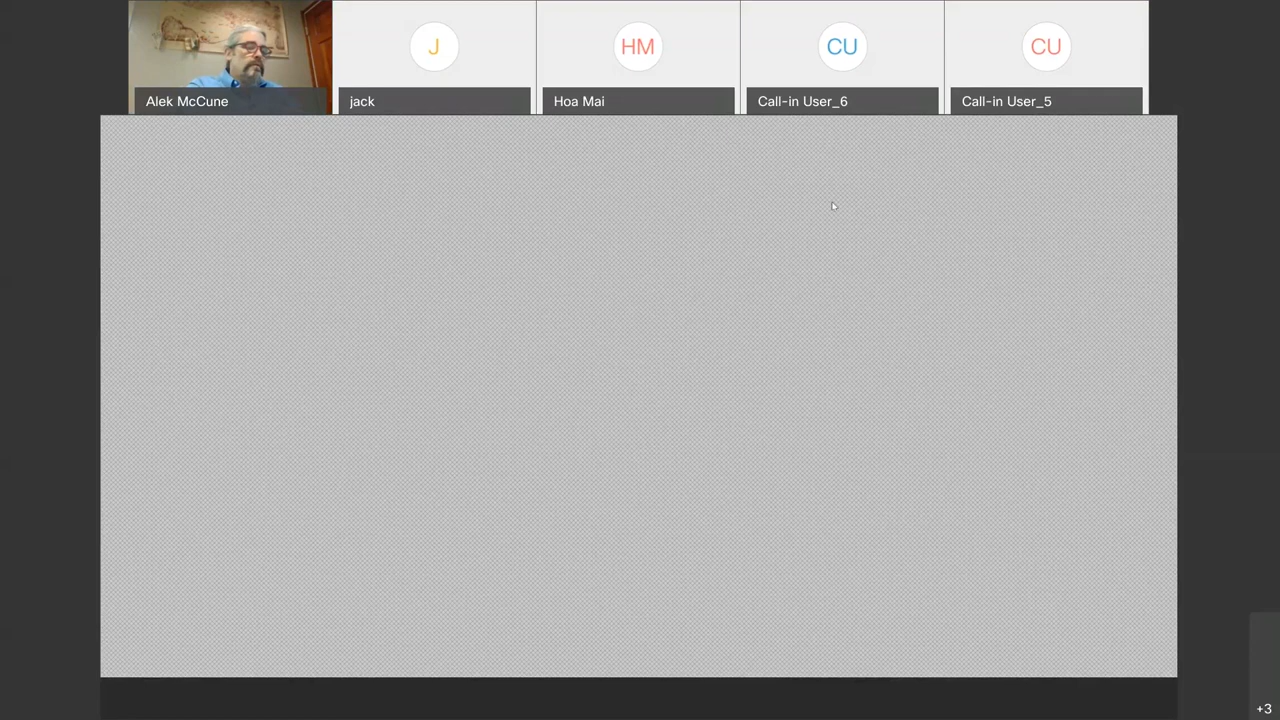 J
HM
CU
CU
Alek McCune
jack
Hoa Mai
Call-in User_6
Call-in User_5
+3